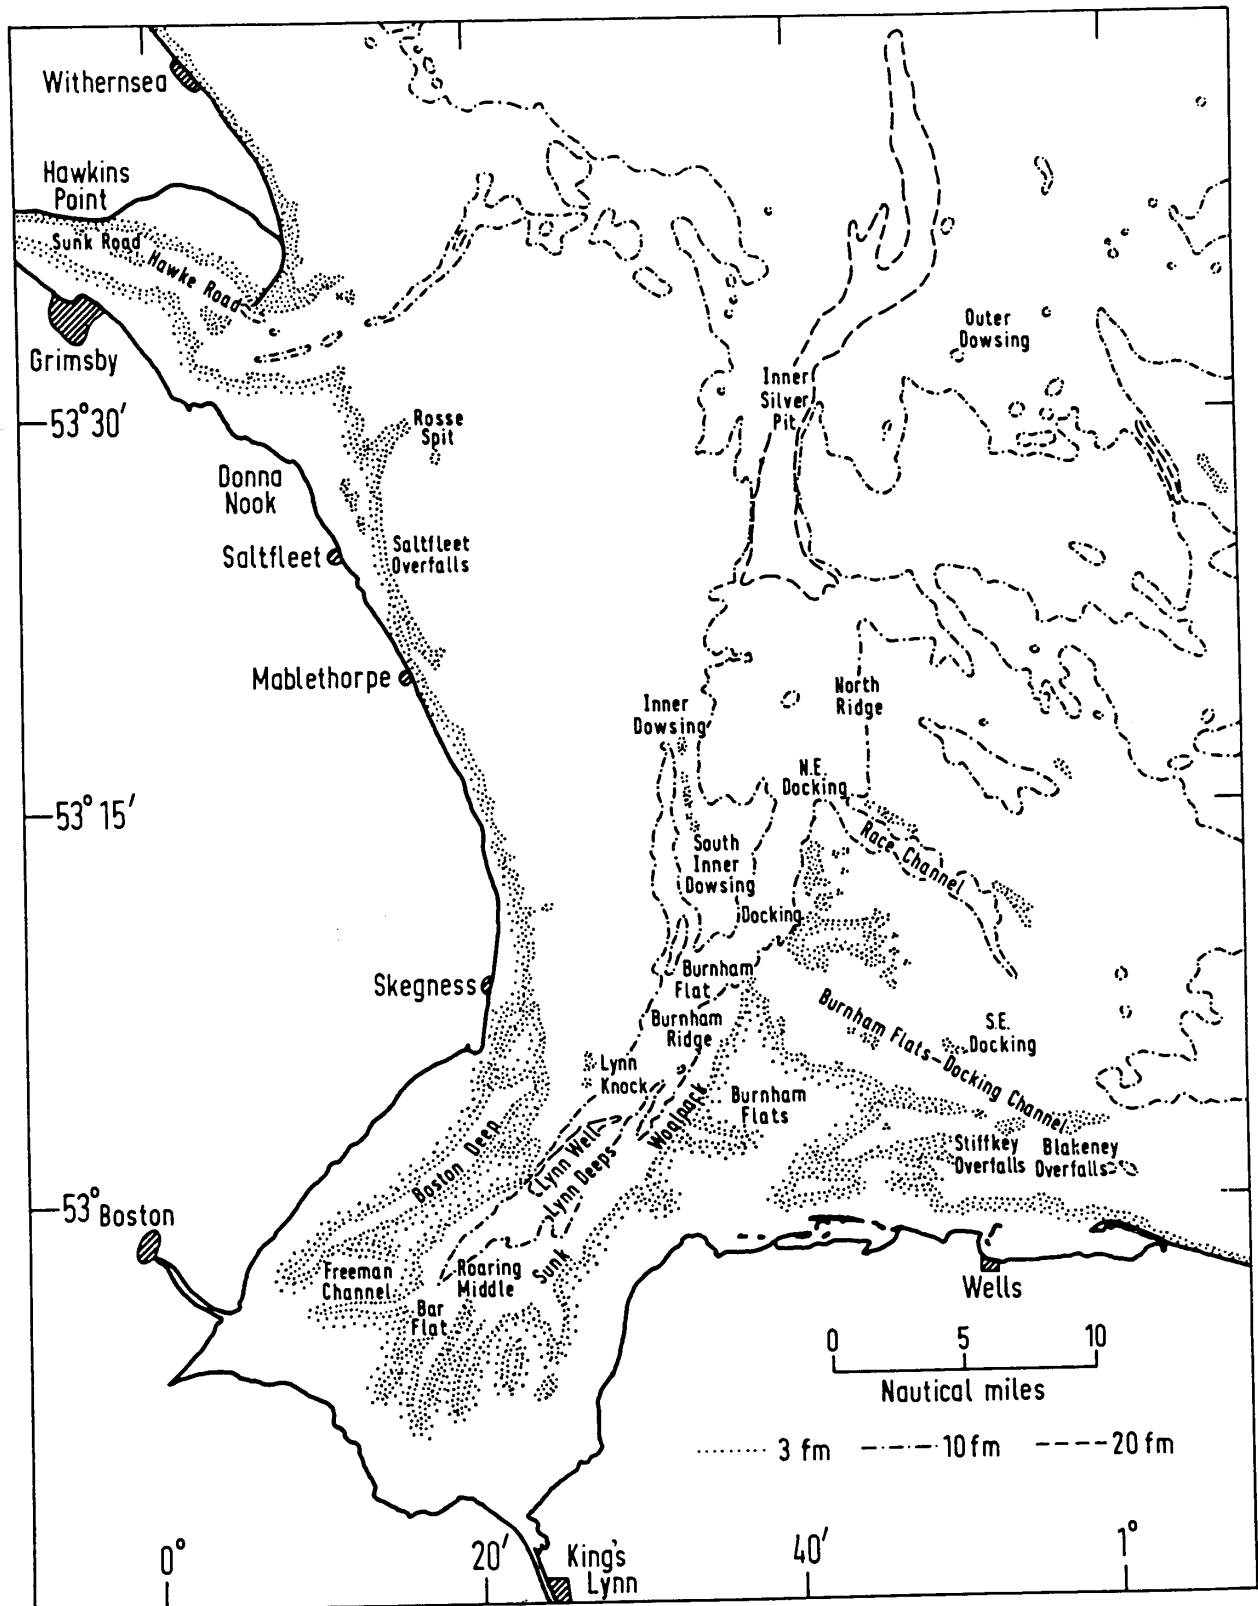 Withernsea
Hawkins
Point
Sunk Road
Hawke Road
Grimsby
53°30′
Rosse
Spit
Donna
Nook
Saltfleet
Saltfleet
Overfalls
Outer
Dowsing
Inner
Silver
Pit
Mablethorpe
Inner
Dowsing
North
Ridge
N.E.
Docking
53°15′
Race Channel
South
Inner
Dowsing
Docking
Skegness
Burnham
Flat
Burnham
Ridge
Burnham Flats-Docking Channel
S.E.
Docking
Lynn
Knock
Woolpack
Burnham
Flats
Boston Deep
Lynn Well
Lynn Deeps
Stiffkey
Overfalls
Blakeney
Overfalls
53°
Boston
Freeman
Channel
Roaring
Middle
Sunk
Bar
Flat
Wells
0 5 10
Nautical miles
3 fm 10 fm 20 fm
0° 20′ 40′ 1°
King's
Lynn